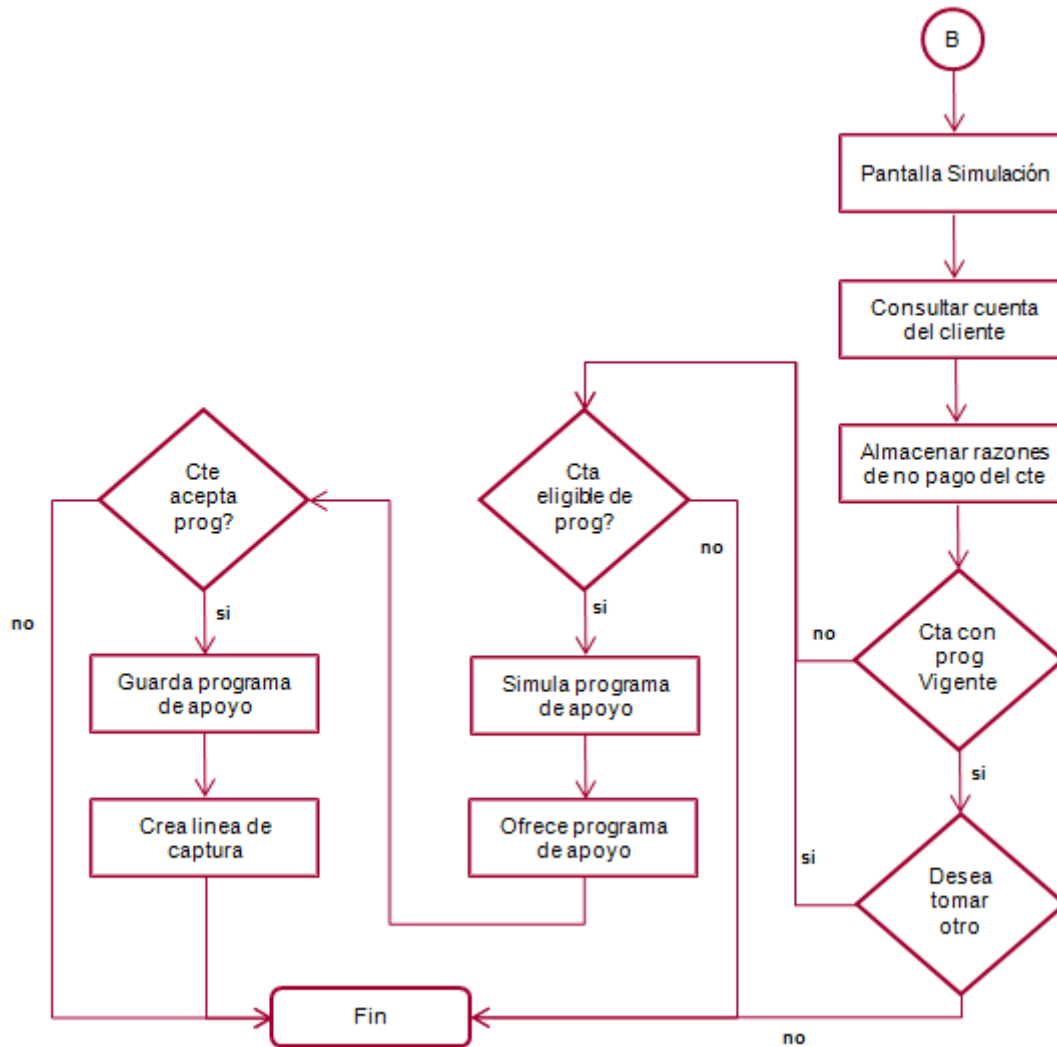 B
Pantalla Simulación
Consultar cuenta
del cliente
Almacenar razones
de no pago del cte
Cta con
prog
Vigente
no
si
Desea
tomar
otro
si
no
Cta
eligible de
prog?
no
si
Simula programa
de apoyo
Ofrece programa
de apoyo
Cte
acepta
prog?
no
si
Guarda programa
de apoyo
Crea linea de
captura
Fin